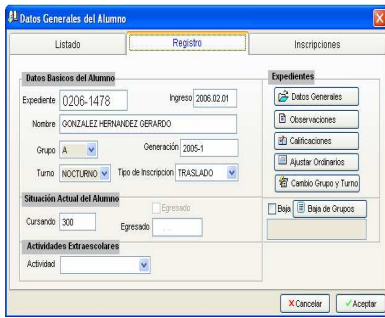 Datos Generales del Alumno
Listado Registro Inscripciones
Datos Basicos del Alumno
Expediente 0206-1478 Ingreso 2006.02.01
Nombre GONZALEZ HERNANDEZ GERARDO
Grupo A Generación 2005-1
Turno NOCTURNO Tipo de Inscripcion TRASLADO
Situación Actual del Alumno
Egresado
Cursando 300 Egresado . .
Actividades Extraescolares
Actividad
Expedientes
Datos Generales
Observaciones
Calificaciones
Ajustar Ordinarios
Cambio Grupo y Turno
Baja Baja de Grupos
X Cancelar Aceptar